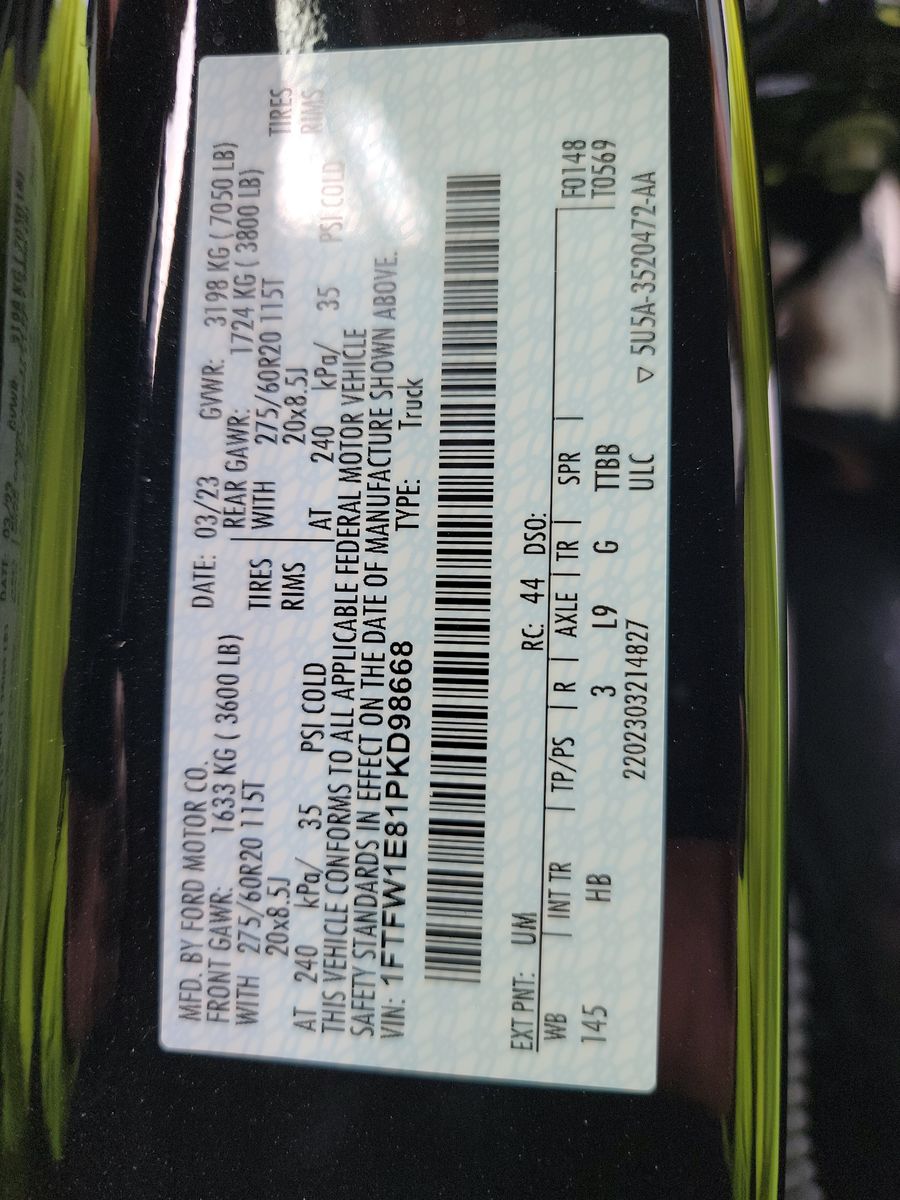 MFD. BY FORD MOTOR CO. DATE: 03/23 GVWR: 3198 KG ( 7050 LB)
FRONT GAWR: 1633 KG ( 3600 LB) REAR GAWR: 1724 KG ( 3800 LB)
WITH 275/60R20 115T TIRES WITH 275/60R20 115T TIRES
20x8.5J RIMS 20x8.5J RIMS
AT 240 kPa/ 35 PSI COLD AT 240 kPa/ 35 PSI COLD
THIS VEHICLE CONFORMS TO ALL APPLICABLE FEDERAL MOTOR VEHICLE
SAFETY STANDARDS IN EFFECT ON THE DATE OF MANUFACTURE SHOWN ABOVE.
VIN: 1FTFW1E81PKD98668 TYPE: Truck
EXT PNT: UM RC: 44 DSO:
WB | INT TR | TP/PS | R | AXLE | TR | SPR | F0148
145 HB 3 L9 G TTBB T0569
2202303214827 ULC ▽ 5U5A-3520472-AA